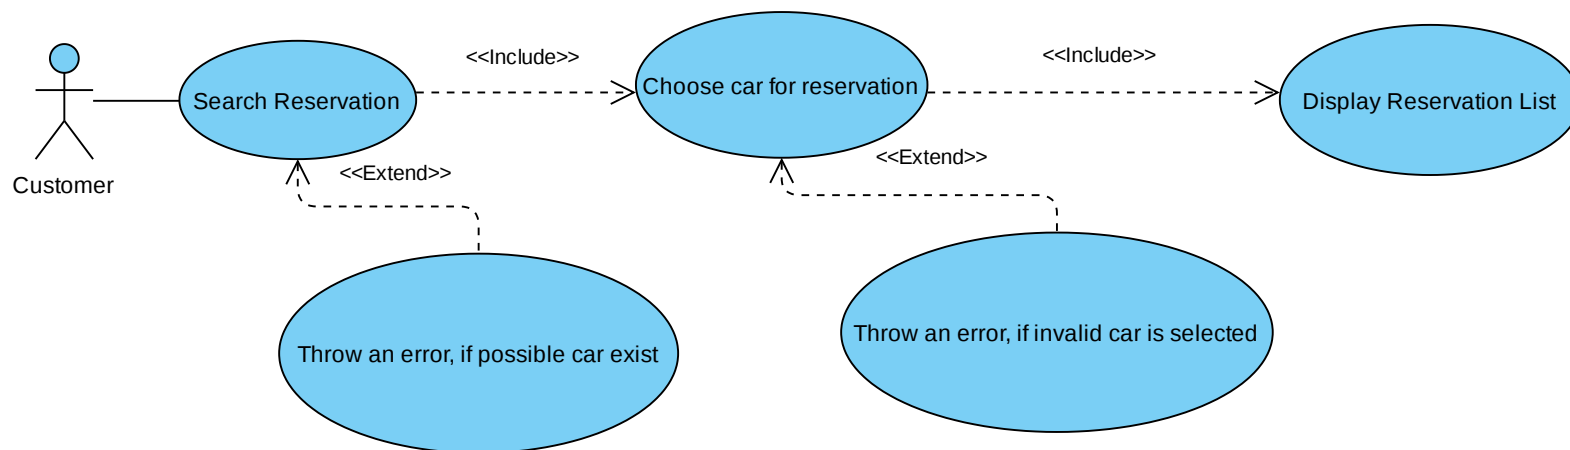 <<Include>>
<<Include>>
Search Reservation
Choose car for reservation
Display Reservation List
Customer
<<Extend>>
<<Extend>>
Throw an error, if possible car exist
Throw an error, if invalid car is selected